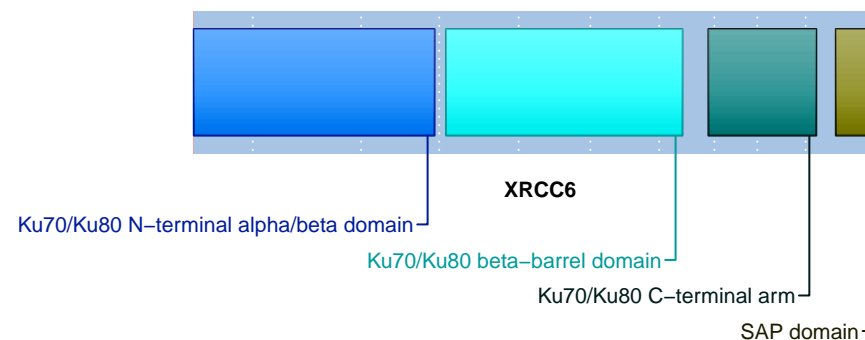 XRCC6
Ku70/Ku80 N−terminal alpha/beta domain
Ku70/Ku80 beta−barrel domain
Ku70/Ku80 C−terminal arm
SAP domain